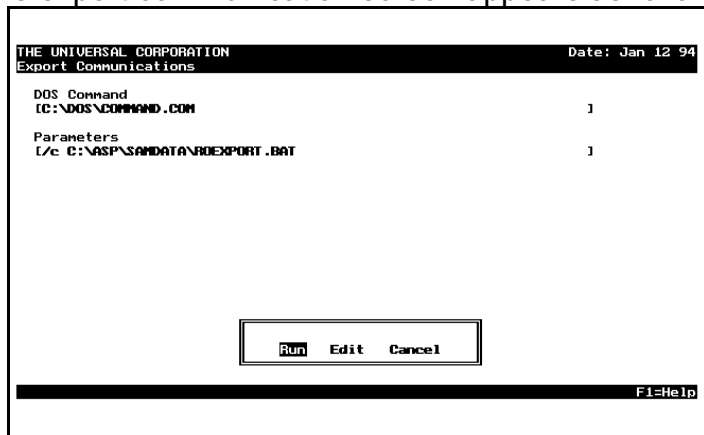 THE UNIVERSAL CORPORATION Date: Jan 12 94
Export Communications
DOS Command
[C:\DOS\COMMAND.COM ]
Parameters
[/c C:\ASP\SAMDATA\ROEXPORT.BAT ]
Run Edit Cancel
F1=Help